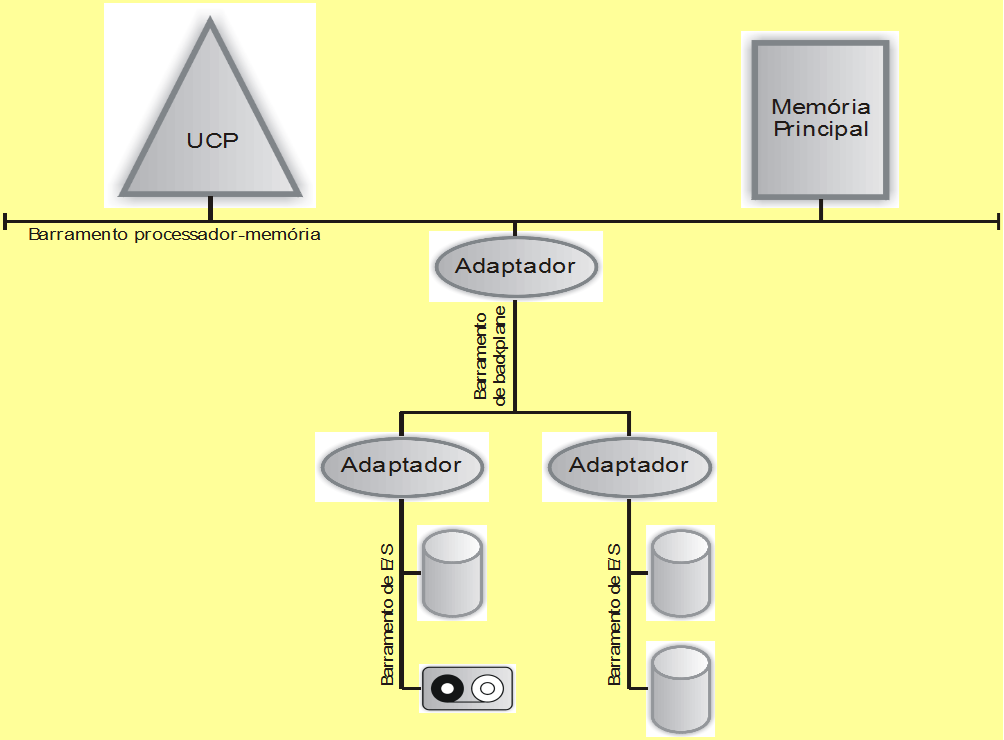 UCP
Memória
Principal
Barramento processador-memória
Adaptador
Barramento
de backplane
Adaptador
Adaptador
Barramento de E/S
Barramento de E/S